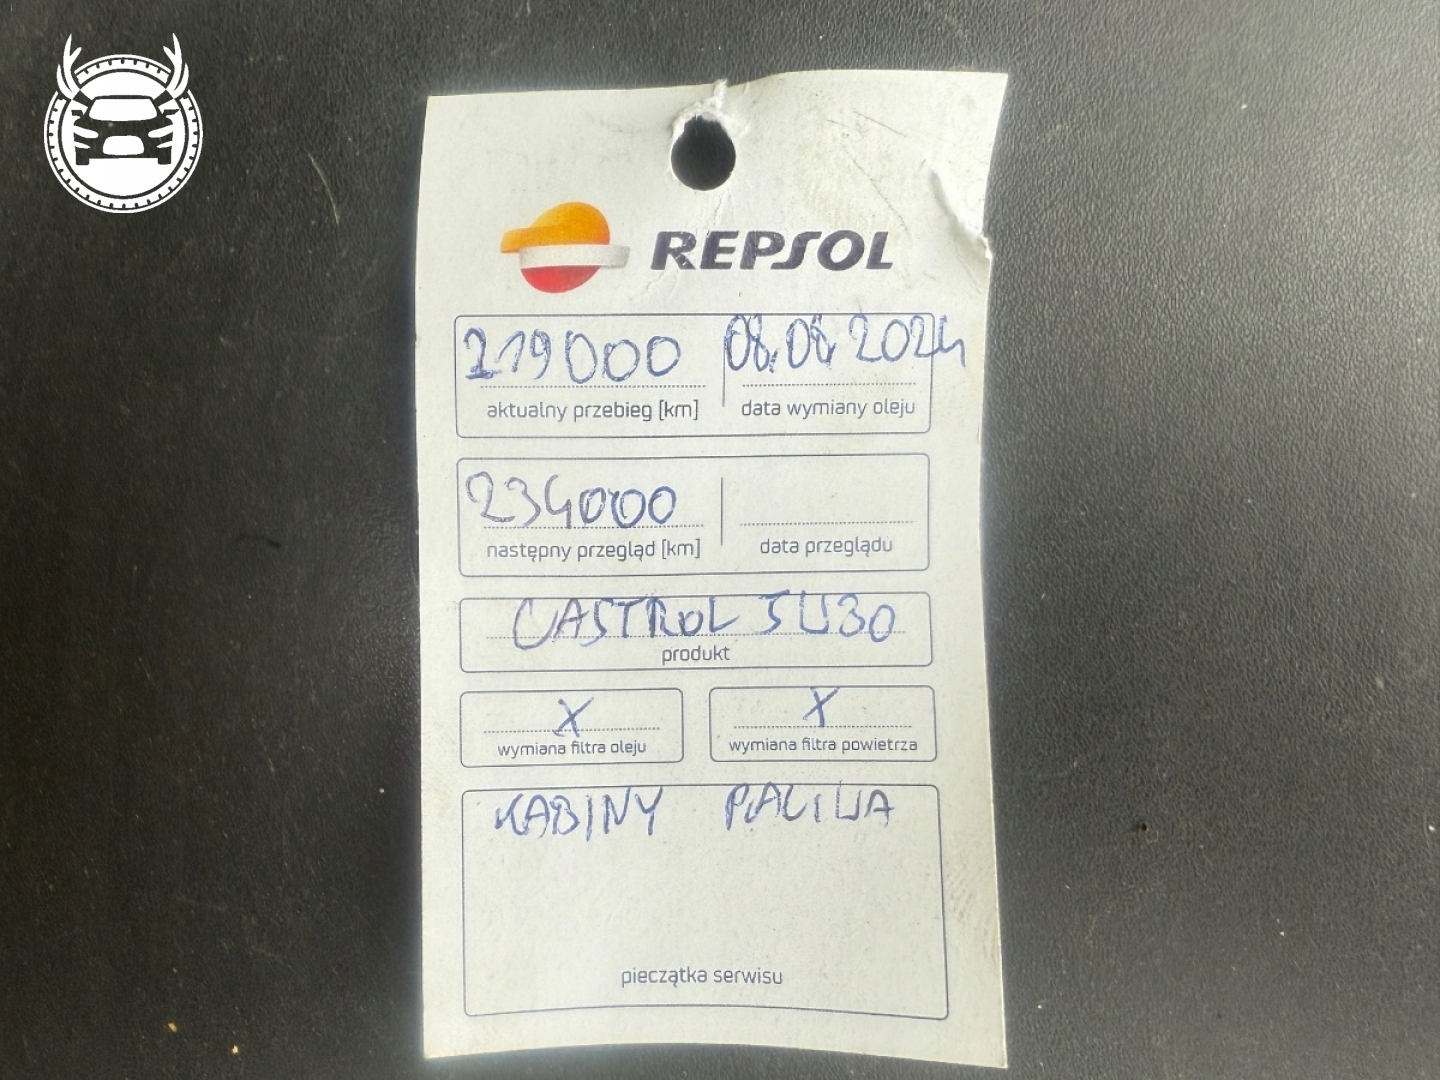 REPSOL
219000 08.08.2024
aktualny przebieg [km] data wymiany oleju
234000
następny przegląd [km] data przeglądu
CASTROL 5W30
produkt
X X
wymiana filtra oleju wymiana filtra powietrza
KABINY PALIWA
pieczątka serwisu